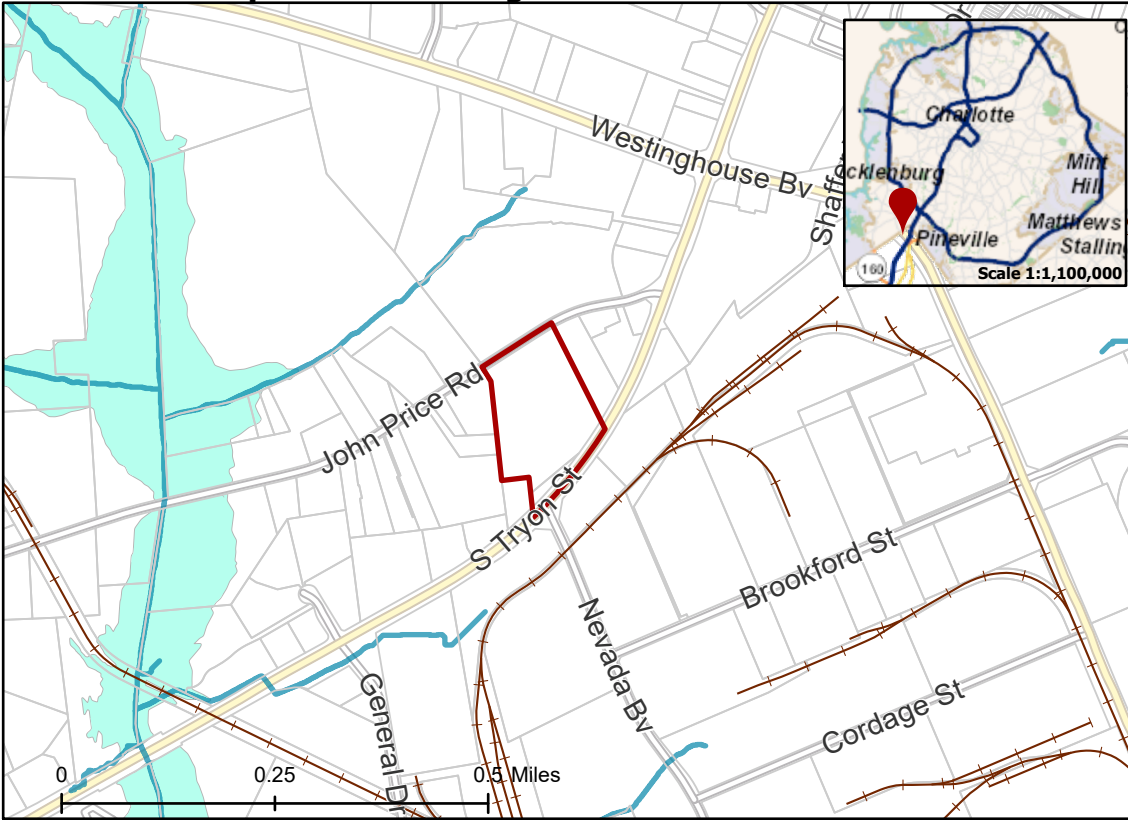 Westinghouse Bv
John Price Rd
S Tryon St
Brookford St
Nevada Bv
Cordage St
General Dr
0 0.25 0.5 Miles
Charlotte
Mint
Hill
Pineville
160
Scale 1:1,100,000